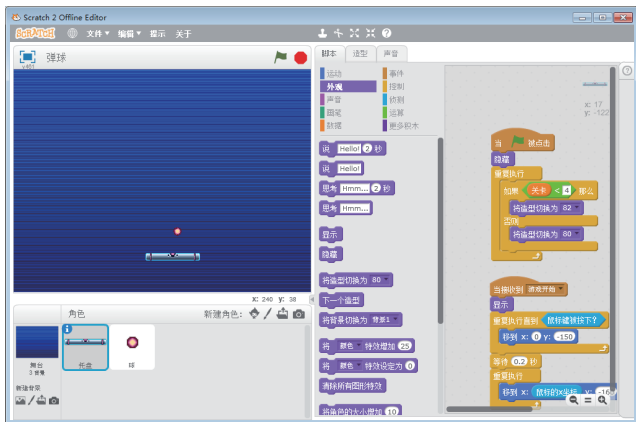 Scratch 2 Offline Editor
SCRATCH 文件▼ 编辑▼ 提示 关于
弹球
脚本 造型 声音
运动 事件
外观 控制
声音 侦测
画笔 运算
数据 更多积木
说 Hello! 2 秒
说 Hello!
思考 Hmm... 2 秒
思考 Hmm...
显示
隐藏
将造型切换为 80
下一个造型
将背景切换为 背景1
将 颜色 特效增加 25
将 颜色 特效设定为 0
清除所有图形特效
将角色的大小增加 10
x: 17
y: -122
当 被点击
隐藏
重复执行
如果 关卡 < 4 那么
将造型切换为 82
否则
将造型切换为 80
当接收到 游戏开始
显示
重复执行直到 鼠标键被按下?
移到 x: 0 y: -150
等待 0.2 秒
重复执行
移到 x: 鼠标的x坐标 y:
x: 240 y: 38
角色 新建角色:
舞台
3 背景
新建背景
托盘
球